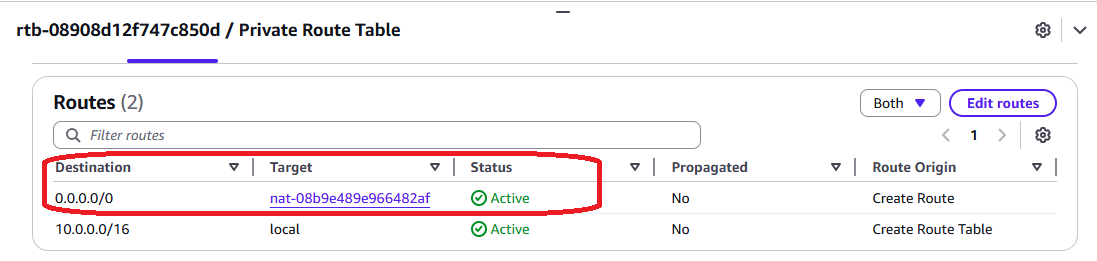 rtb-08908d12f747c850d / Private Route Table
Routes (2)
Both
Edit routes
Filter routes
1
Destination Target Status Propagated Route Origin
0.0.0.0/0 nat-08b9e489e966482af Active No Create Route
10.0.0.0/16 local Active No Create Route Table